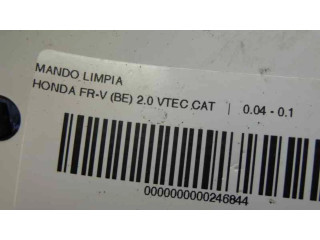 MANDO LIMPIA
HONDA FR-V (BE) 2.0 VTEC CAT | 0.04 - 0.1
0000000000246844